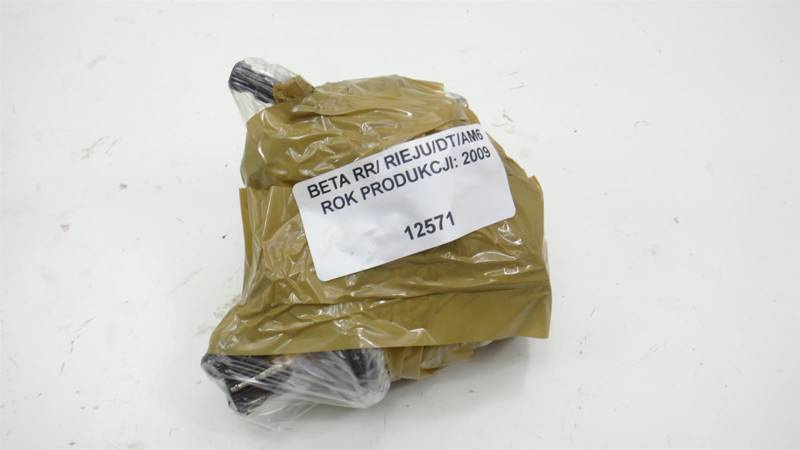 BETA RR/ RIEJU/DT/AM6
ROK PRODUKCJI: 2009
12571